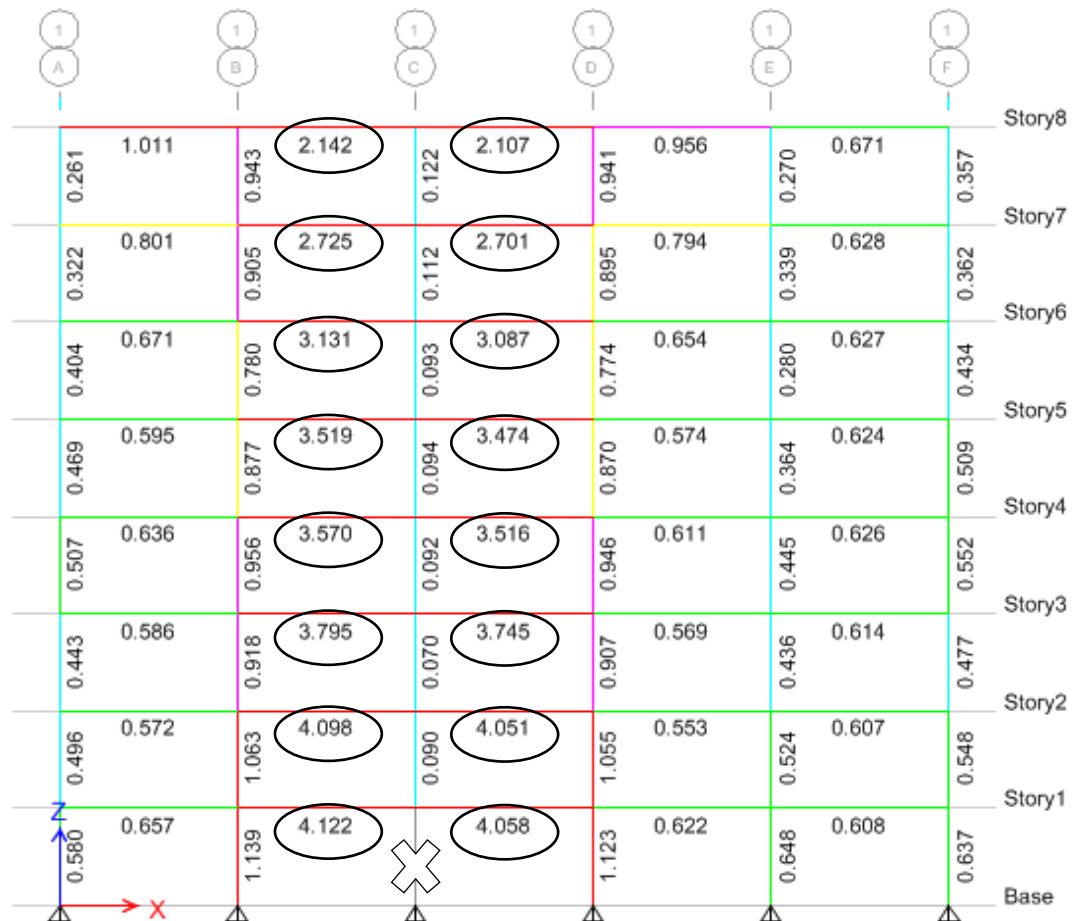 1 1 1 1 1 1
A B C D E F
Story8
1.011 2.142 2.107 0.956 0.671
0.261 0.943 0.122 0.941 0.270 0.357
Story7
0.801 2.725 2.701 0.794 0.628
0.322 0.905 0.112 0.895 0.339 0.362
Story6
0.671 3.131 3.087 0.654 0.627
0.404 0.780 0.093 0.774 0.280 0.434
Story5
0.595 3.519 3.474 0.574 0.624
0.469 0.877 0.094 0.870 0.364 0.509
Story4
0.636 3.570 3.516 0.611 0.626
0.507 0.956 0.092 0.946 0.445 0.552
Story3
0.586 3.795 3.745 0.569 0.614
0.443 0.918 0.070 0.907 0.436 0.477
Story2
0.572 4.098 4.051 0.553 0.607
0.496 1.063 0.090 1.055 0.524 0.548
Story1
Z
0.657 4.122 4.058 0.622 0.608
0.580 1.139 1.123 0.648 0.637
Base
X